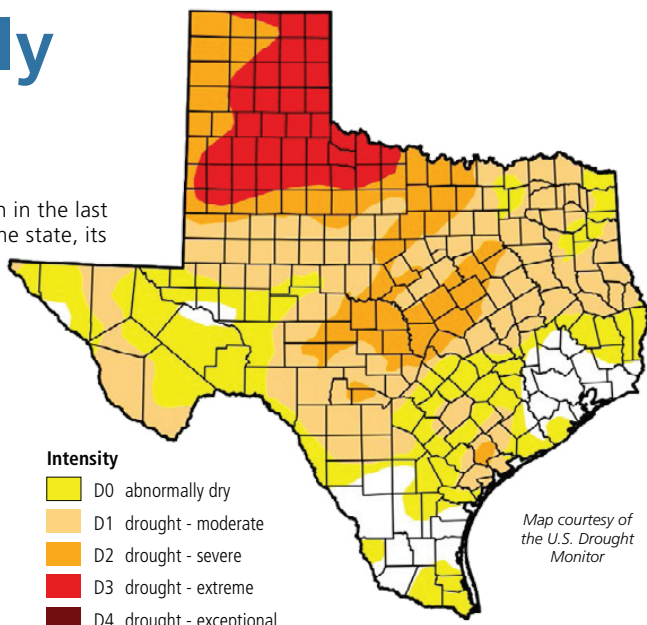 ly
n in the last
ne state, its
Intensity
D0 abnormally dry
D1 drought - moderate
D2 drought - severe
D3 drought - extreme
D4 drought - exceptional
Map courtesy of
the U.S. Drought
Monitor